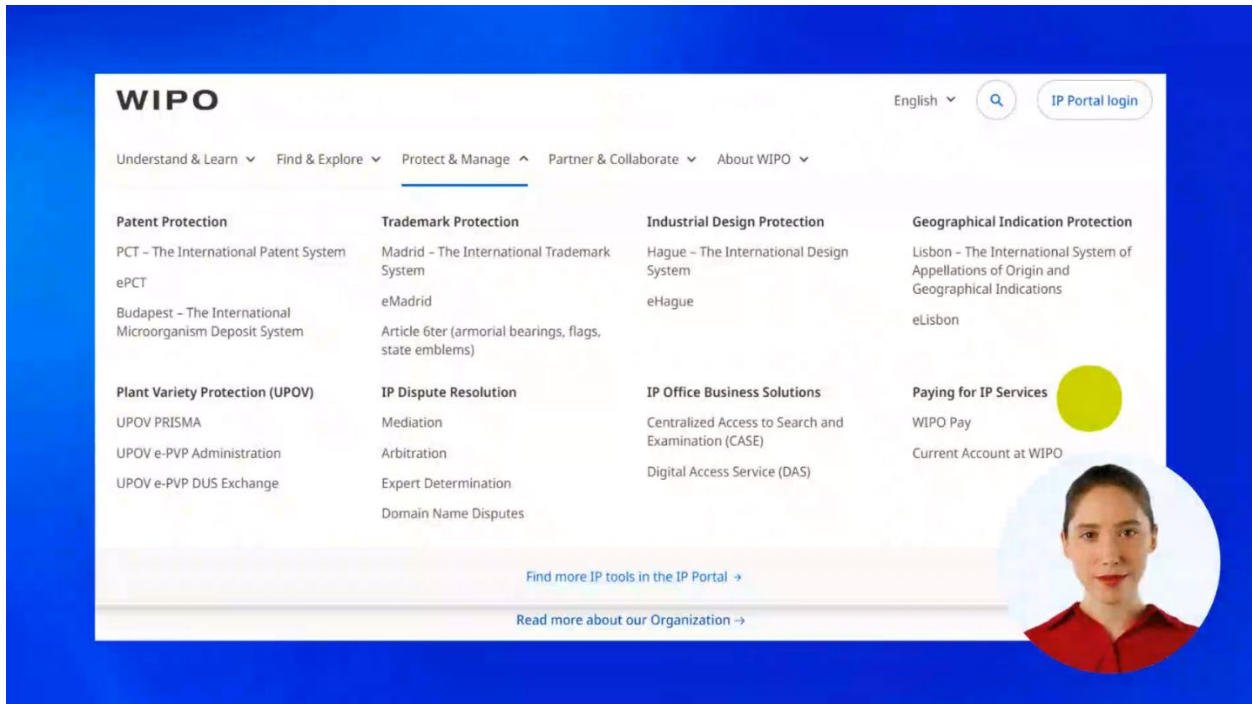 WIPO
English
IP Portal login
Understand & Learn
Find & Explore
Protect & Manage
Partner & Collaborate
About WIPO
Patent Protection
PCT – The International Patent System
ePCT
Budapest – The International
Microorganism Deposit System
Trademark Protection
Madrid – The International Trademark
System
eMadrid
Article 6ter (armorial bearings, flags,
state emblems)
Industrial Design Protection
Hague – The International Design
System
eHague
Geographical Indication Protection
Lisbon – The International System of
Appellations of Origin and
Geographical Indications
eLisbon
Plant Variety Protection (UPOV)
UPOV PRISMA
UPOV e-PVP Administration
UPOV e-PVP DUS Exchange
IP Dispute Resolution
Mediation
Arbitration
Expert Determination
Domain Name Disputes
IP Office Business Solutions
Centralized Access to Search and
Examination (CASE)
Digital Access Service (DAS)
Paying for IP Services
WIPO Pay
Current Account at WIPO
Find more IP tools in the IP Portal →
Read more about our Organization →